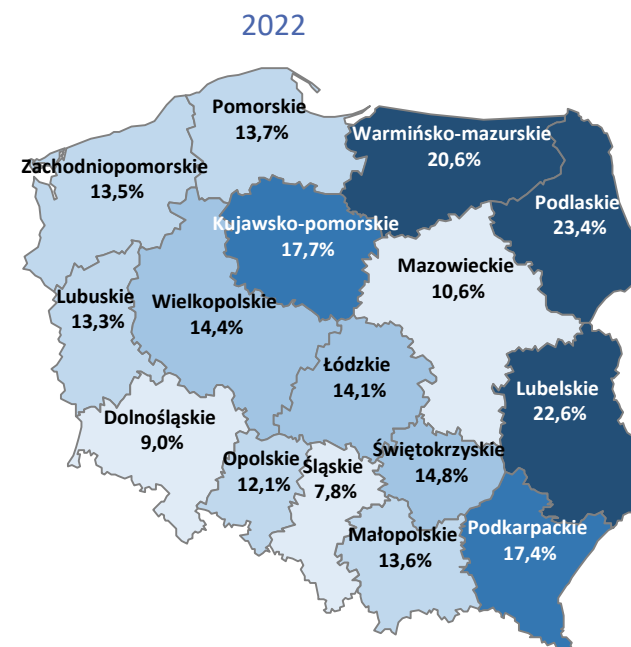 2022
Pomorskie
13,7%
Warmińsko-mazurskie
20,6%
Zachodniopomorskie
13,5%
Podlaskie
23,4%
Kujawsko-pomorskie
17,7%
Mazowieckie
10,6%
Lubuskie
13,3%
Wielkopolskie
14,4%
Łódzkie
14,1%
Lubelskie
22,6%
Dolnośląskie
9,0%
Opolskie
12,1%
Śląskie
7,8%
Świętokrzyskie
14,8%
Małopolskie
13,6%
Podkarpackie
17,4%